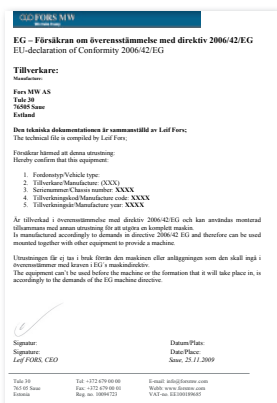 FORS MW
EG – Försäkran om överensstämmelse med direktiv 2006/42/EG
EU-declaration of Conformity 2006/42/EG
Tillverkare:
Manufacture:
Fors MW AS
Tule 30
76505 Saue
Estland
Den tekniska dokumentationen är sammanställd av Leif Fors;
The technical file is compiled by Leif Fors;
Försäkrar härmed att denna utrustning:
Hereby confirm that this equipment:
1. Fordonstyp/Vehicle type:
2. Tillverkare/Manufacture: (XXX)
3. Serienummer/Chassis number: XXXX
4. Tillverkningskod/Manufacture code: XXXX
5. Tillverkningsår/Manufacture year: XXXX
Är tillverkad i överensstämmelse med direktiv 2006/42/EG och kan användas monterad
tillsammans med annan utrustning för att utgöra en komplett maskin.
Is manufactured accordingly to demands in directive 2006/42 EG and therefore can be used
mounted together with other equipment to provide a machine.
Utrustningen får ej tas i bruk förrän den maskinen eller anläggningen som den skall ingå i
överensstämmer med kraven i EG´s maskindirektiv.
The equipment can't be used before the machine or the formation that it will take place in, is
accordingly to the demands of the EG machine directive.
Signatur: Datum/Plats:
Signature: Date/Place:
Leif FORS, CEO Saue, 25.11.2009
Tule 30 Tel +372 679 00 00 E-mail: info@forsmw.com
765 05 Saue Fax: +372 679 00 01 Webb: www.forsmw.com
Estonia Reg. no: 10094723 VAT-no. EE100189605